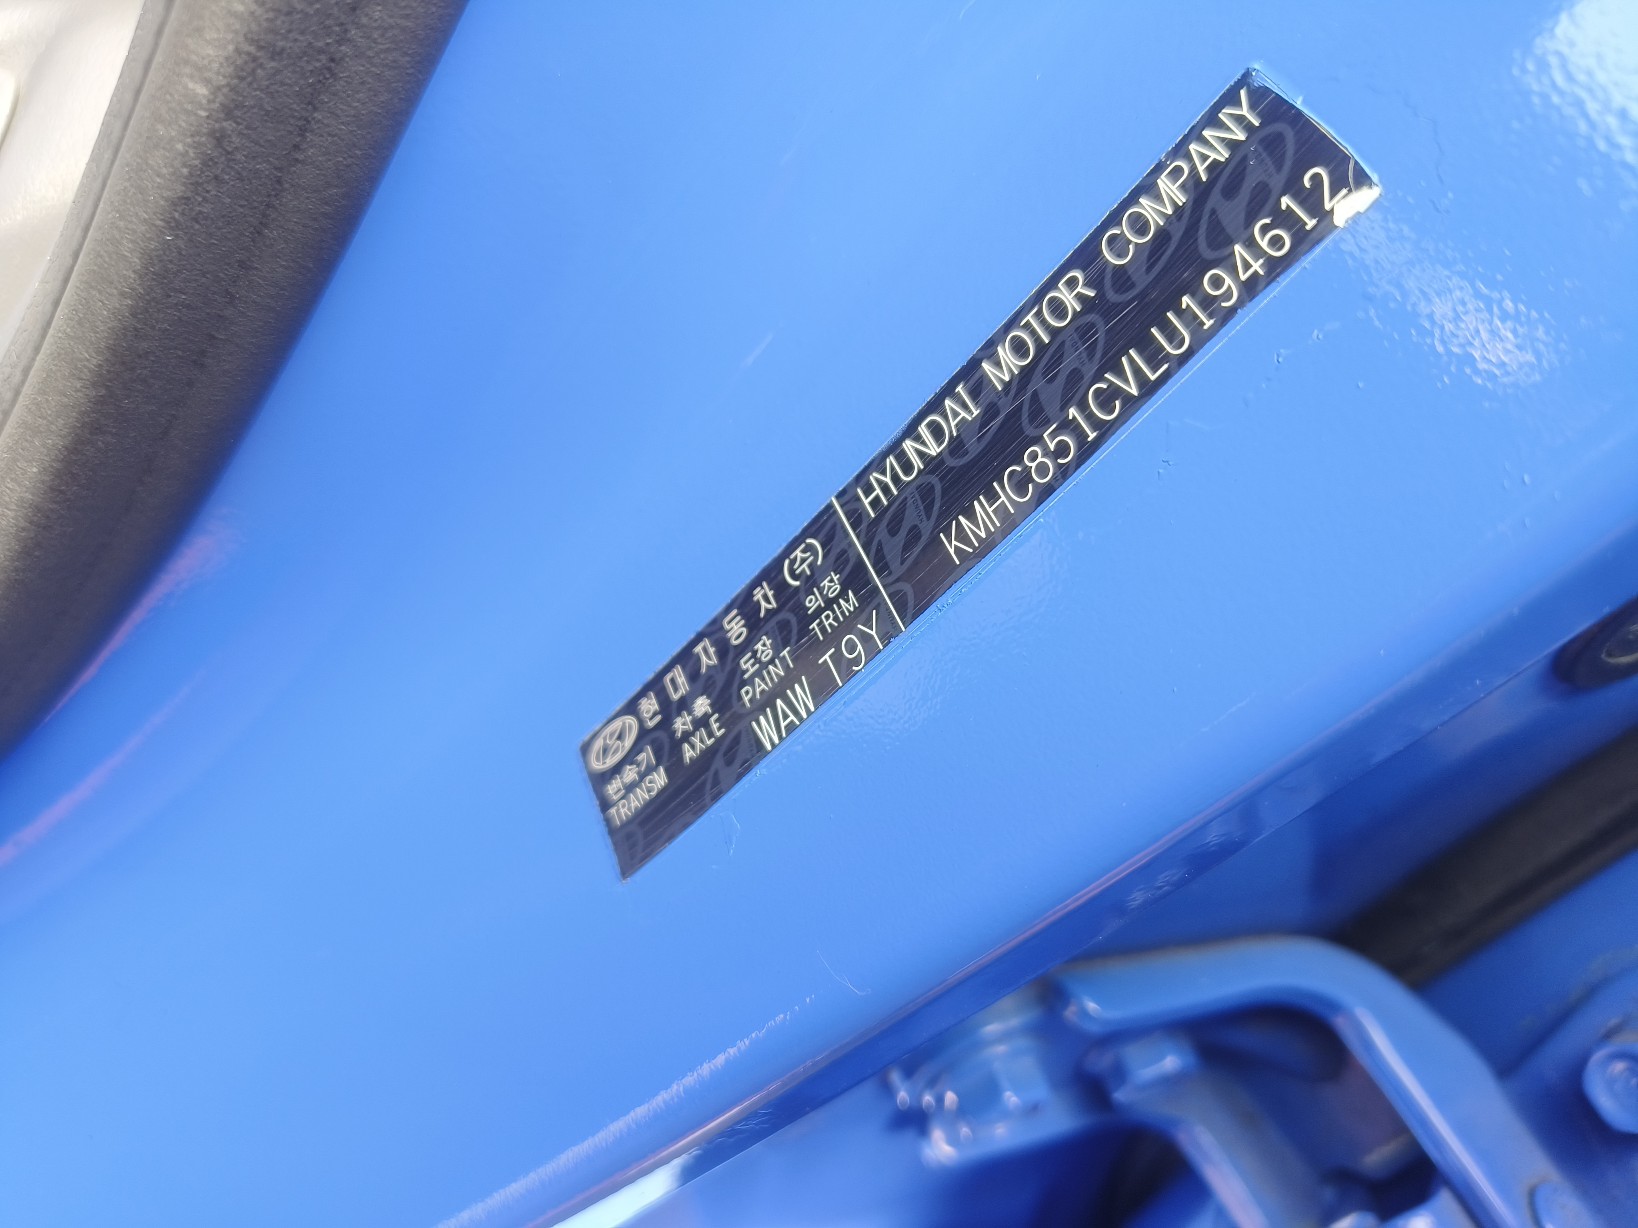 현대자동차(주)
변속기 차축 도장 의장
TRANSM AXLE PAINT TRIM
WAW T9Y
HYUNDAI MOTOR COMPANY
KMHC851CVLU194612